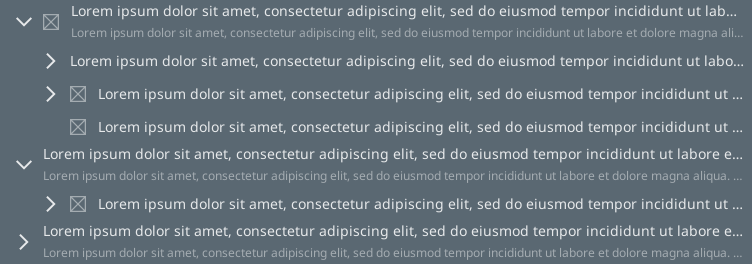 Lorem ipsum dolor sit amet, consectetur adipiscing elit, sed do eiusmod tempor incididunt ut lab...
Lorem ipsum dolor sit amet, consectetur adipiscing elit, sed do eiusmod tempor incididunt ut labore et dolore magna ali...
Lorem ipsum dolor sit amet, consectetur adipiscing elit, sed do eiusmod tempor incididunt ut labo...
Lorem ipsum dolor sit amet, consectetur adipiscing elit, sed do eiusmod tempor incididunt ut ...
Lorem ipsum dolor sit amet, consectetur adipiscing elit, sed do eiusmod tempor incididunt ut ...
Lorem ipsum dolor sit amet, consectetur adipiscing elit, sed do eiusmod tempor incididunt ut labore e...
Lorem ipsum dolor sit amet, consectetur adipiscing elit, sed do eiusmod tempor incididunt ut labore et dolore magna aliqua. ...
Lorem ipsum dolor sit amet, consectetur adipiscing elit, sed do eiusmod tempor incididunt ut ...
Lorem ipsum dolor sit amet, consectetur adipiscing elit, sed do eiusmod tempor incididunt ut labore e...
Lorem ipsum dolor sit amet, consectetur adipiscing elit, sed do eiusmod tempor incididunt ut labore et dolore magna aliqua. ...